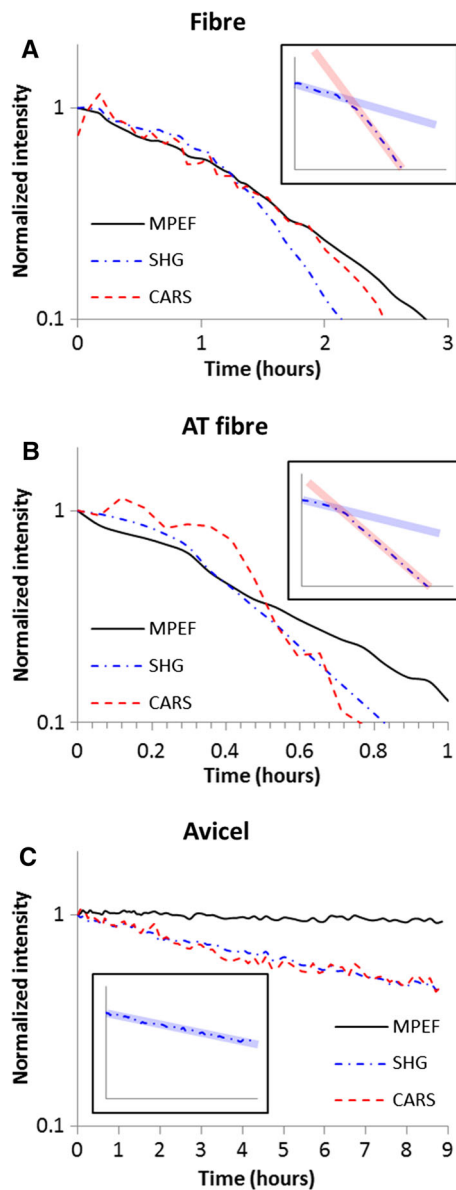 Fibre
A
Normalized intensity
1
0.1
MPEF
SHG
CARS
0 1 2 3
Time (hours)
AT fibre
B
Normalized intensity
1
0.1
MPEF
SHG
CARS
0 0.2 0.4 0.6 0.8 1
Time (hours)
Avicel
C
Normalized intensity
1
0.1
MPEF
SHG
CARS
0 1 2 3 4 5 6 7 8 9
Time (hours)